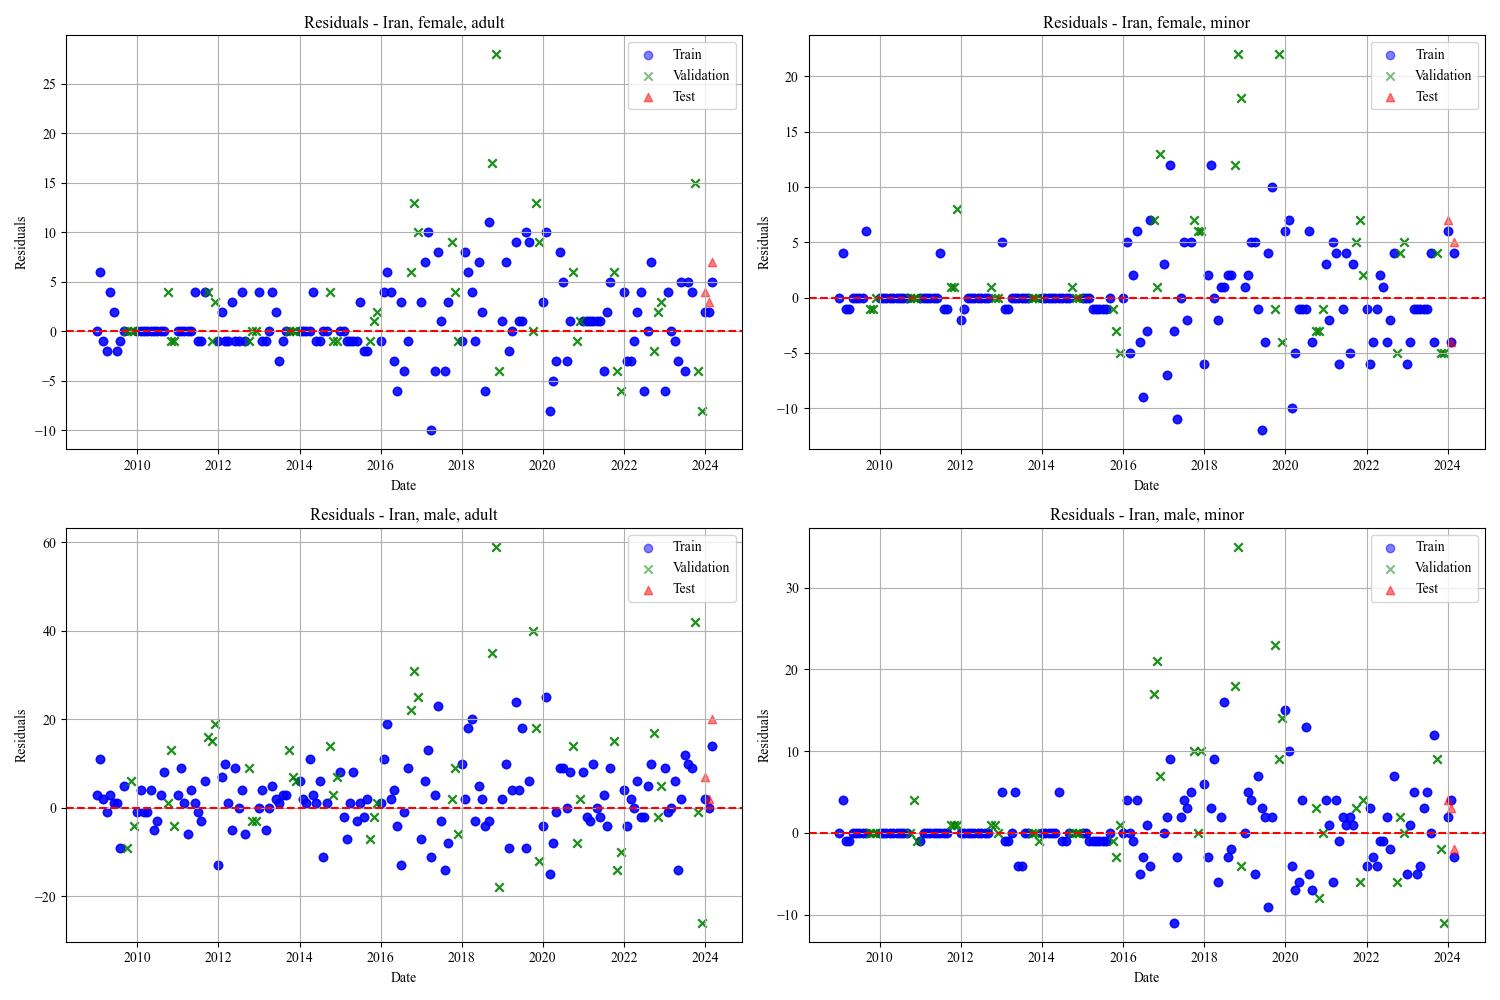 Residuals - Iran, female, adult
Residuals
25
20
15
10
5
0
−5
−10
Train
Validation
Test
2010 2012 2014 2016 2018 2020 2022 2024
Date
Residuals - Iran, female, minor
Residuals
20
15
10
5
0
−5
−10
Train
Validation
Test
2010 2012 2014 2016 2018 2020 2022 2024
Date
Residuals - Iran, male, adult
Residuals
60
40
20
0
−20
Train
Validation
Test
2010 2012 2014 2016 2018 2020 2022 2024
Date
Residuals - Iran, male, minor
Residuals
30
20
10
0
−10
Train
Validation
Test
2010 2012 2014 2016 2018 2020 2022 2024
Date